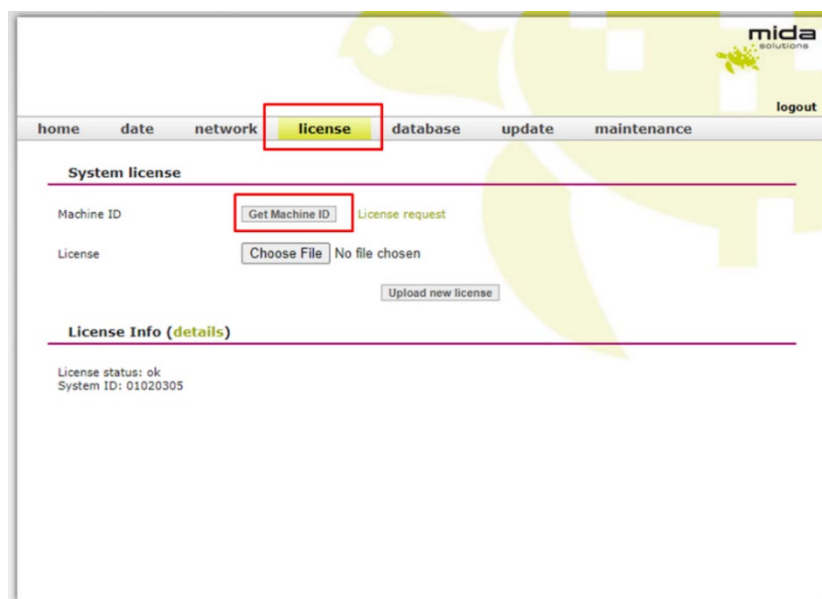 mida
solutions
logout
home date network license database update maintenance
System license
Machine ID Get Machine ID License request
License Choose File No file chosen
Upload new license
License Info (details)
License status: ok
System ID: 01020305